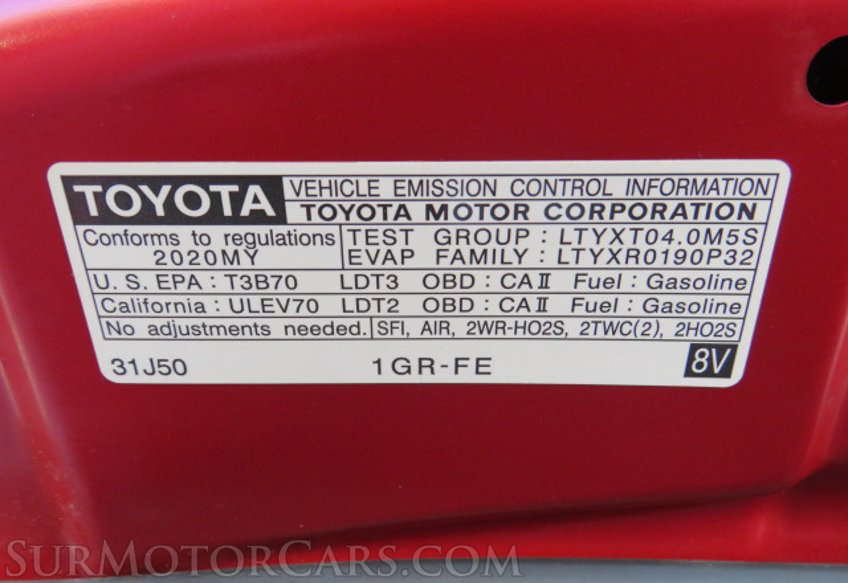 TOYOTA VEHICLE EMISSION CONTROL INFORMATION
TOYOTA MOTOR CORPORATION
Conforms to regulations TEST GROUP : LTYXT04.0M5S
2020MY EVAP FAMILY : LTYXR0190P32
U. S. EPA : T3B70 LDT3 OBD : CAⅡ Fuel : Gasoline
California : ULEV70 LDT2 OBD : CAⅡ Fuel : Gasoline
No adjustments needed. SFI, AIR, 2WR-HO2S, 2TWC(2), 2HO2S
31J50 1GR-FE 8V
SURMOTORCARS.COM